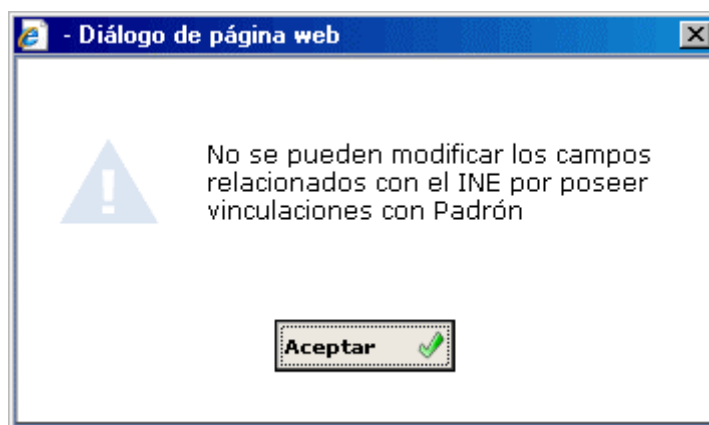 - Diálogo de página web
No se pueden modificar los campos
relacionados con el INE por poseer
vinculaciones con Padrón
Aceptar